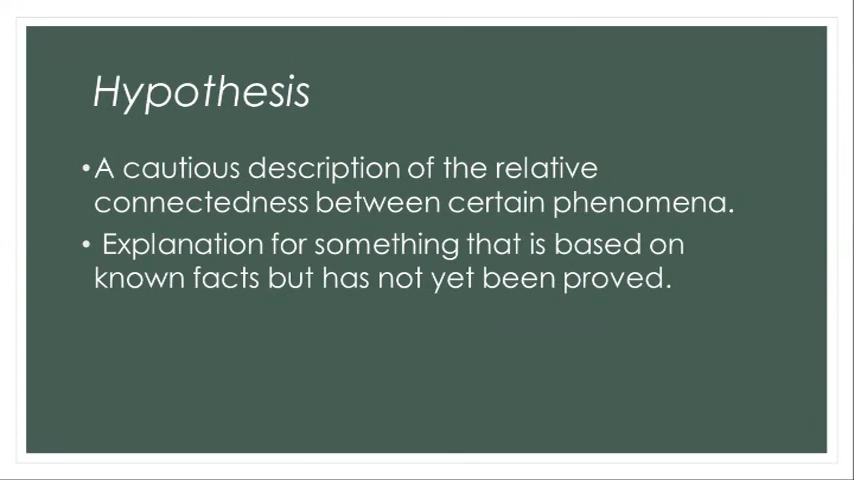 Hypothesis
•A cautious description of the relative
connectedness between certain phenomena.
• Explanation for something that is based on
known facts but has not yet been proved.